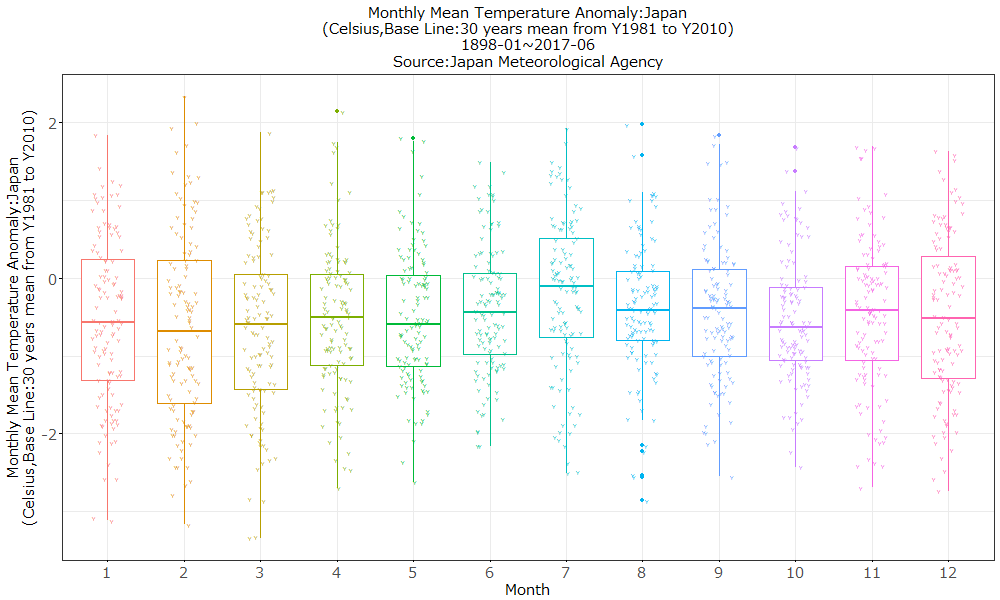 Monthly Mean Temperature Anomaly:Japan
(Celsius,Base Line:30 years mean from Y1981 to Y2010)
1898-01~2017-06
Source:Japan Meteorological Agency
Monthly Mean Temperature Anomaly:Japan
(Celsius,Base Line:30 years mean from Y1981 to Y2010)
2
0
-2
1 2 3 4 5 6 7 8 9 10 11 12
Month